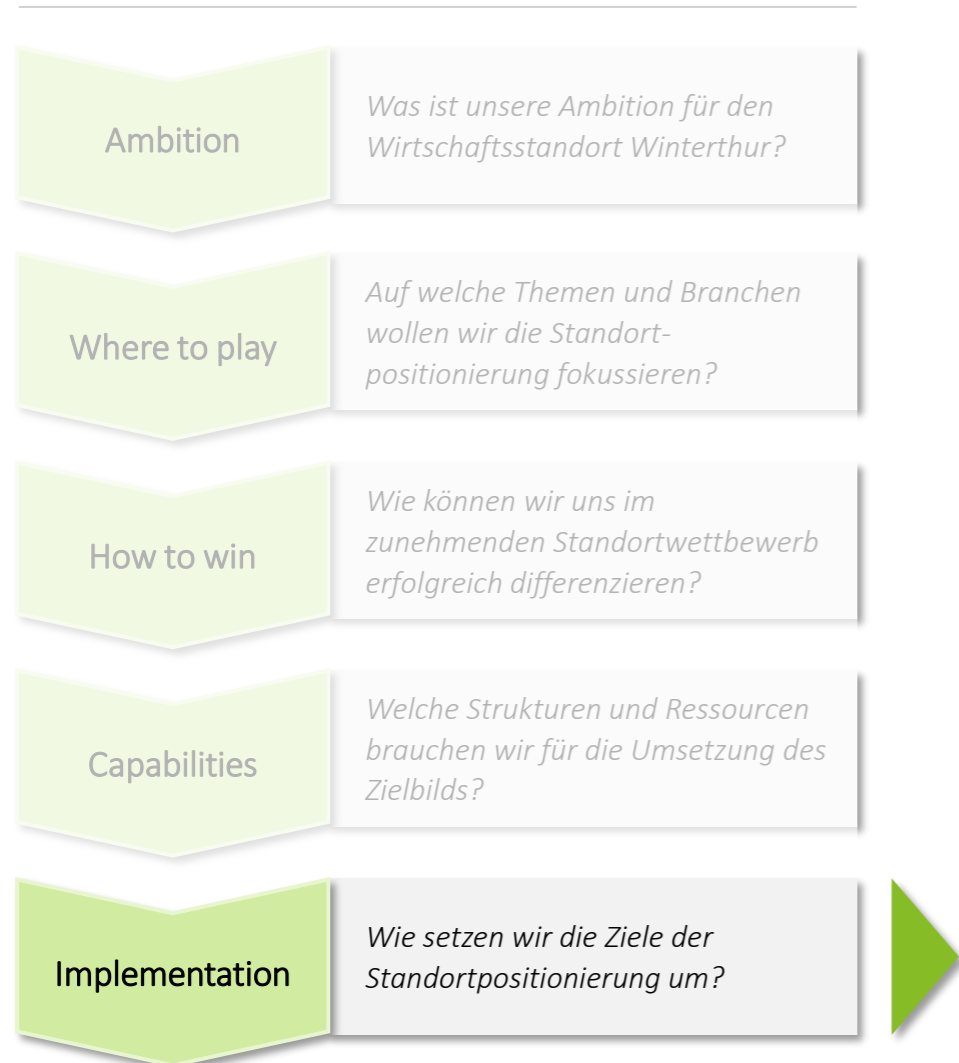 Ambition
Was ist unsere Ambition für den
Wirtschaftsstandort Winterthur?
Where to play
Auf welche Themen und Branchen
wollen wir die Standort-
positionierung fokussieren?
How to win
Wie können wir uns im
zunehmenden Standortwettbewerb
erfolgreich differenzieren?
Capabilities
Welche Strukturen und Ressourcen
brauchen wir für die Umsetzung des
Zielbilds?
Implementation
Wie setzen wir die Ziele der
Standortpositionierung um?